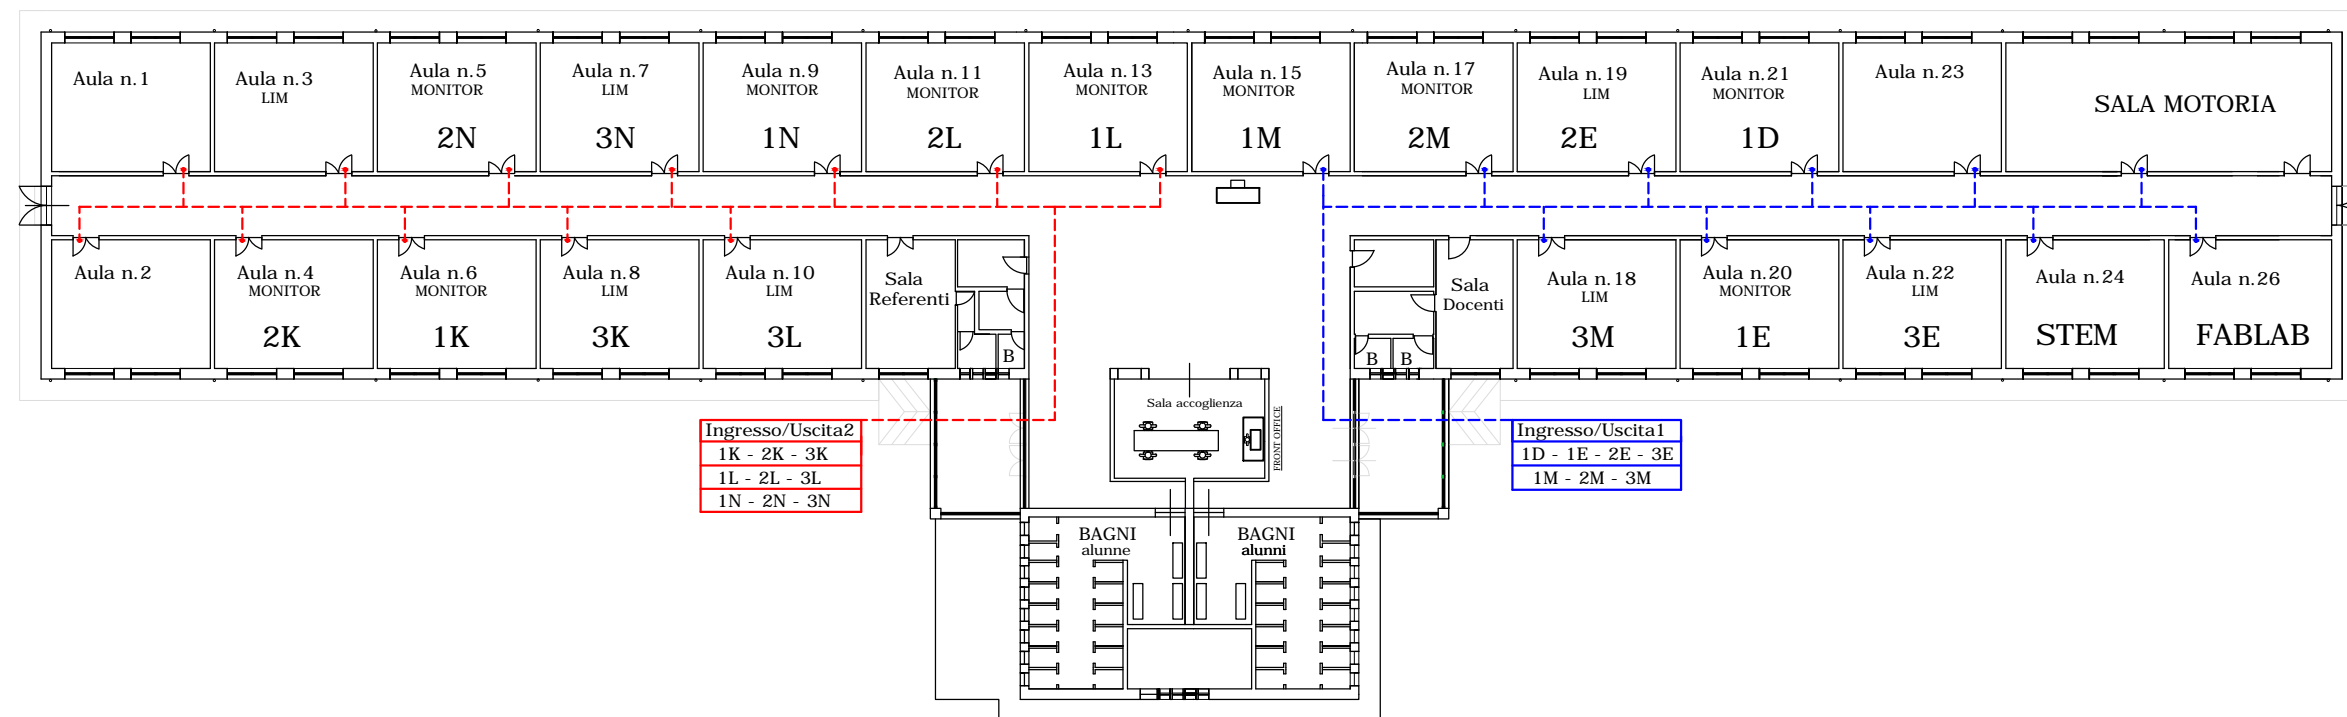 Aula n.1
Aula n.3
LIM
Aula n.5
MONITOR
2N
Aula n.7
LIM
3N
Aula n.9
MONITOR
1N
Aula n.11
MONITOR
2L
Aula n.13
MONITOR
1L
Aula n.15
MONITOR
1M
Aula n.17
MONITOR
2M
Aula n.19
LIM
2E
Aula n.21
MONITOR
1D
Aula n.23
SALA MOTORIA
Aula n.2
Aula n.4
MONITOR
2K
Aula n.6
MONITOR
1K
Aula n.8
LIM
3K
Aula n.10
LIM
3L
Sala
Referenti
B
B
B
Sala
Docenti
Aula n.18
LIM
3M
Aula n.20
MONITOR
1E
Aula n.22
LIM
3E
Aula n.24
STEM
Aula n.26
FABLAB
Sala accoglienza
FRONT OFFICE
Ingresso/Uscita2
1K - 2K - 3K
1L - 2L - 3L
1N - 2N - 3N
Ingresso/Uscita1
1D - 1E - 2E - 3E
1M - 2M - 3M
BAGNI
alunne
BAGNI
alunni